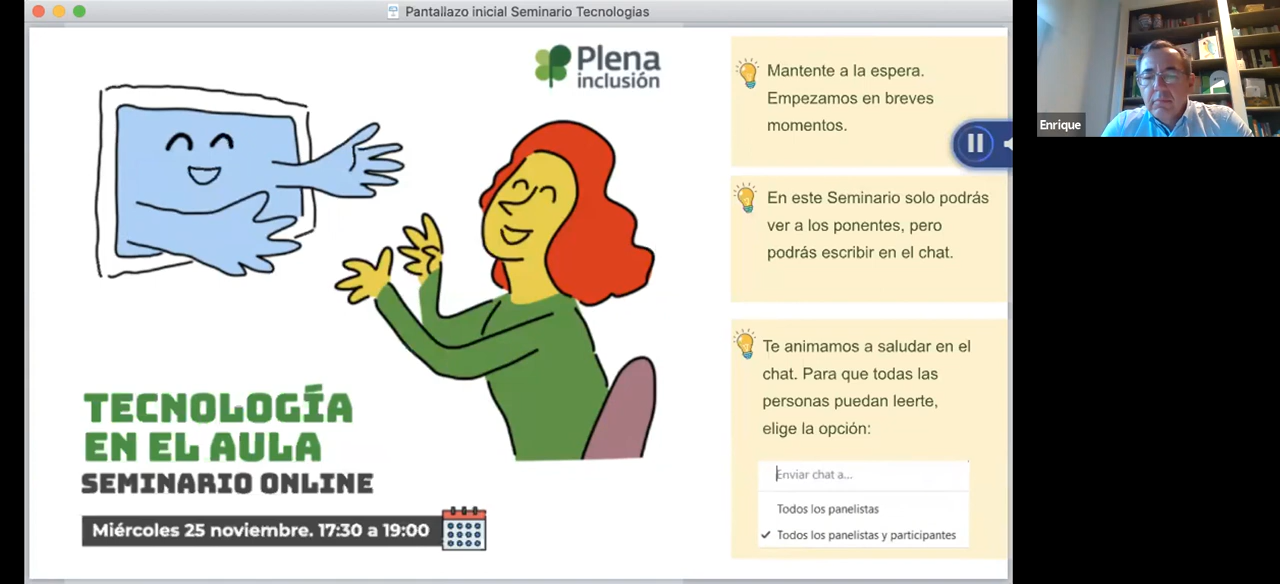 Pantallazo inicial Seminario Tecnologias
Plena
inclusión
TECNOLOGÍA
EN EL AULA
SEMINARIO ONLINE
Miércoles 25 noviembre. 17:30 a 19:00
Mantente a la espera.
Empezamos en breves
momentos.
En este Seminario solo podrás
ver a los ponentes, pero
podrás escribir en el chat.
Te animamos a saludar en el
chat. Para que todas las
personas puedan leerte,
elige la opción:
Enviar chat a...
Todos los panelistas
Todos los panelistas y participantes
Enrique